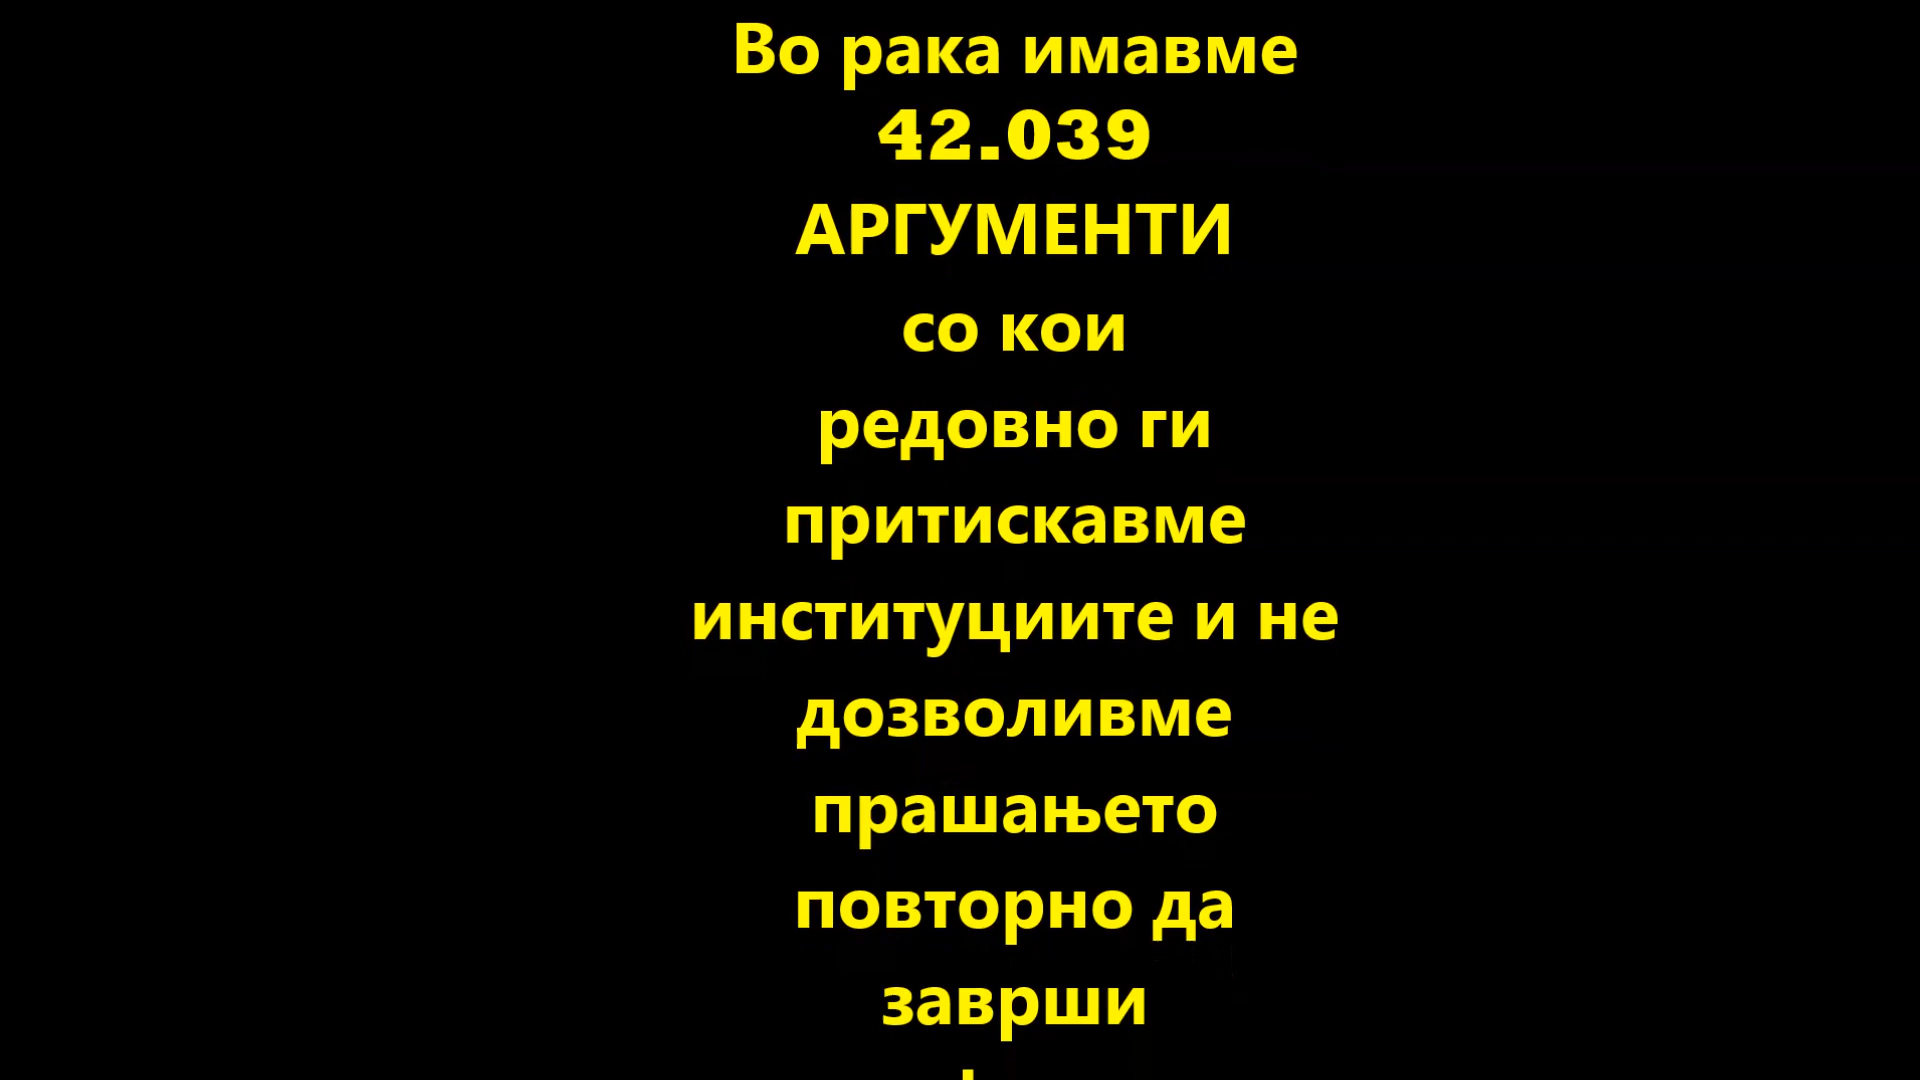 Во рака имавме
42.039
АРГУМЕНТИ
со кои
редовно ги
притискавме
институциите и не
дозволивме
прашањето
повторно да
заврши